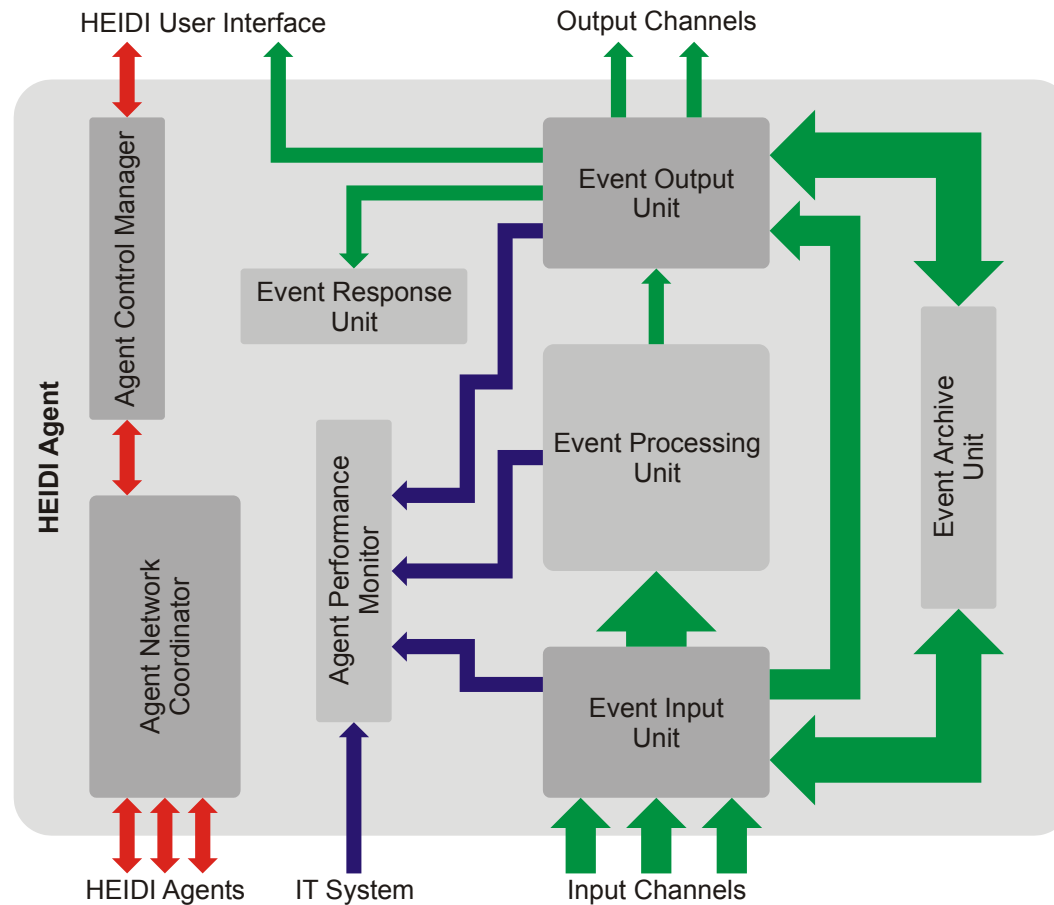 HEIDI User Interface
Output Channels
Agent Control Manager
Event Output
Unit
Event Response
Unit
HEIDI Agent
Event Processing
Unit
Event Archive
Unit
Agent Performance
Monitor
Agent Network
Coordinator
Event Input
Unit
HEIDI Agents
IT System
Input Channels